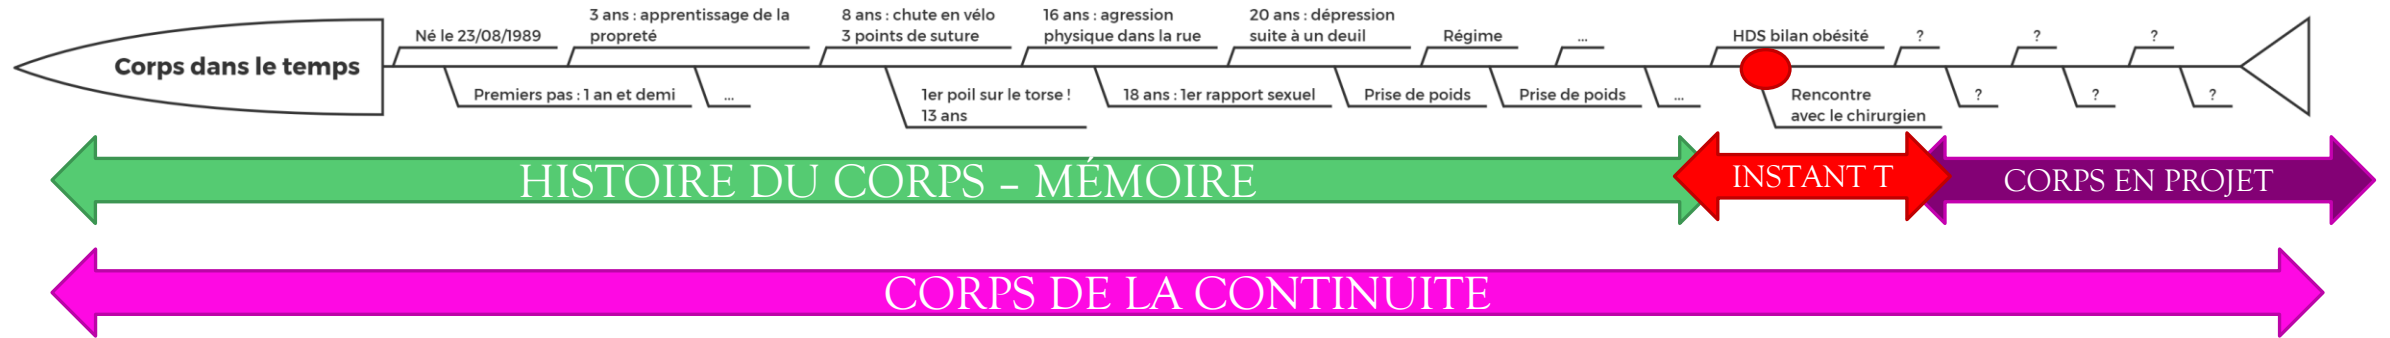 Corps dans le temps
Né le 23/08/1989
Premiers pas : 1 an et demi
3 ans : apprentissage de la
propreté
...
8 ans : chute en vélo
3 points de suture
1er poil sur le torse !
13 ans
16 ans : agression
physique dans la rue
18 ans : 1er rapport sexuel
20 ans : dépression
suite à un deuil
Prise de poids
Régime
Prise de poids
...
...
HDS bilan obésité
Rencontre
avec le chirurgien
?
?
?
?
?
?
HISTOIRE DU CORPS – MÉMOIRE
INSTANT T
CORPS EN PROJET
CORPS DE LA CONTINUITE